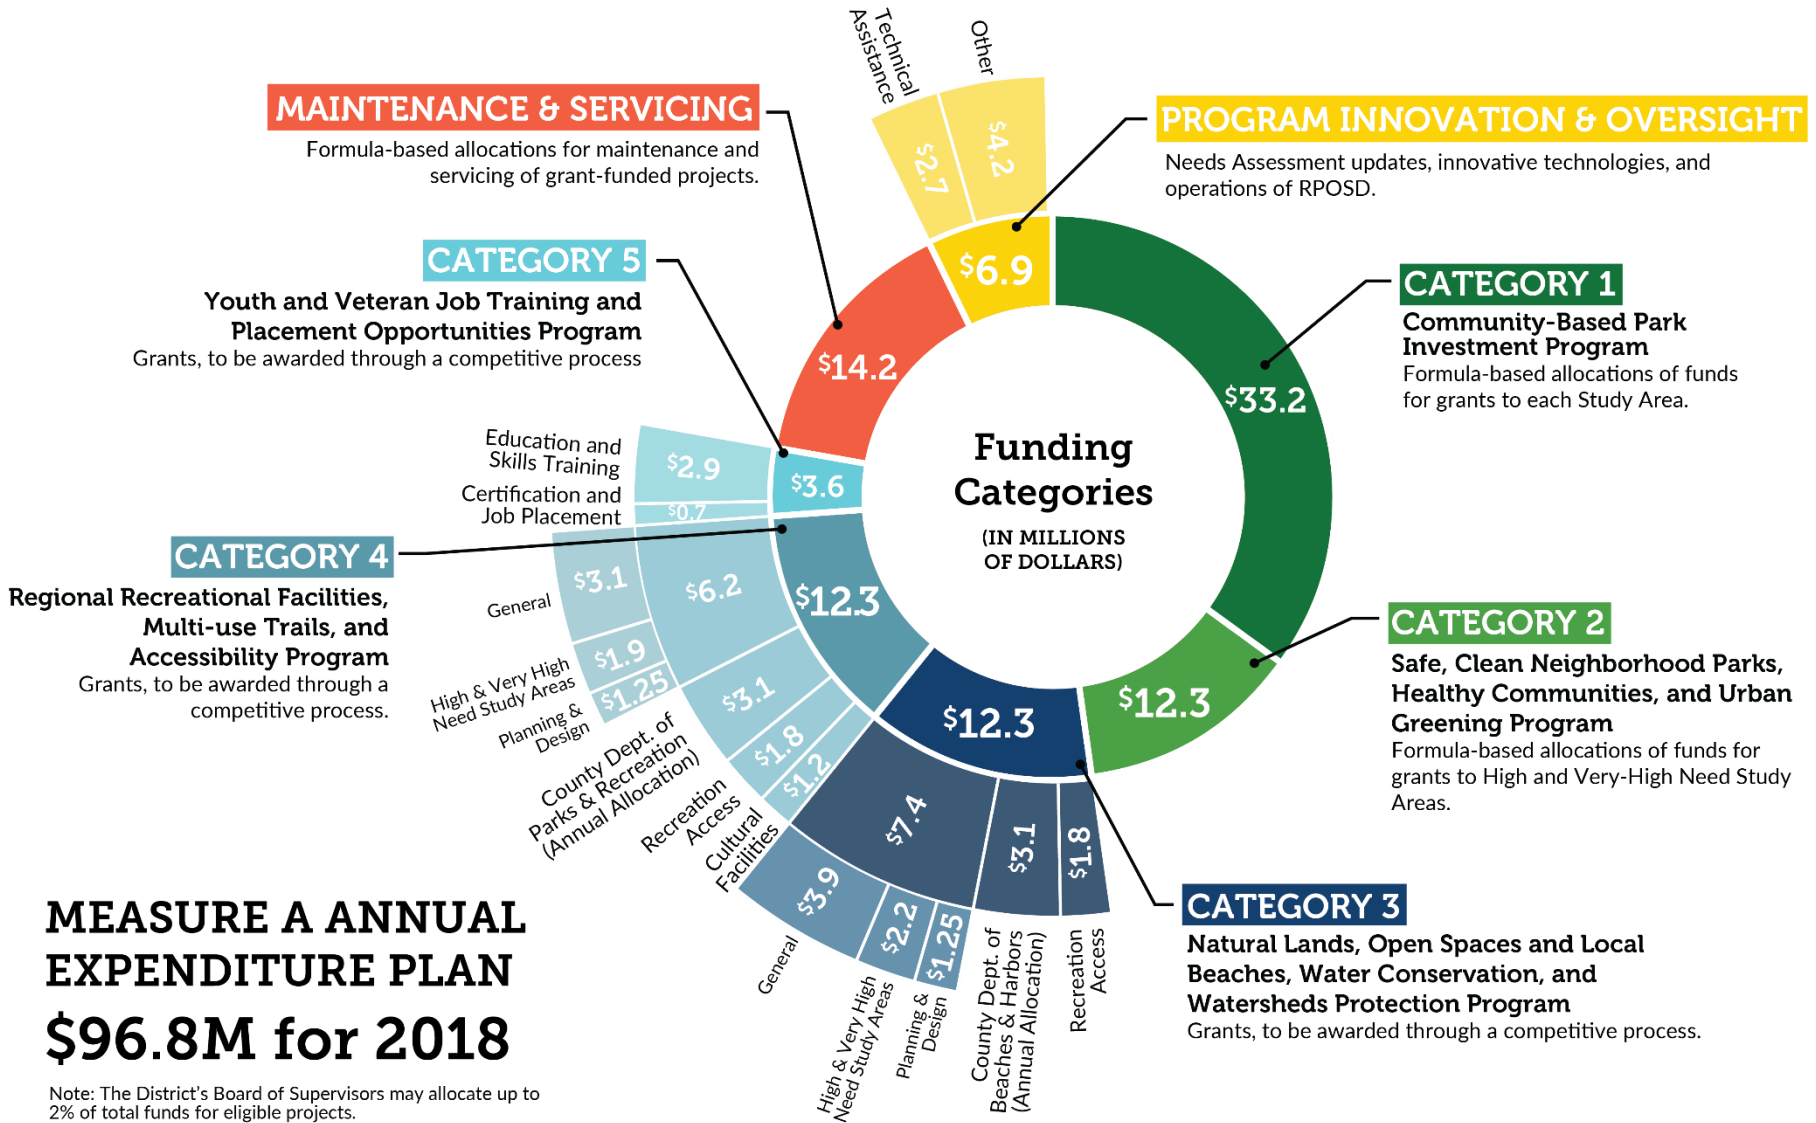 Technical
Assistance
Other
$2.7
$4.2
MAINTENANCE & SERVICING
Formula-based allocations for maintenance and
servicing of grant-funded projects.
PROGRAM INNOVATION & OVERSIGHT
Needs Assessment updates, innovative technologies, and
operations of RPOSD.
$6.9
CATEGORY 5
Youth and Veteran Job Training and
Placement Opportunities Program
Grants, to be awarded through a competitive process
$14.2
CATEGORY 1
Community-Based Park
Investment Program
Formula-based allocations of funds
for grants to each Study Area.
$33.2
Funding
Categories
(IN MILLIONS
OF DOLLARS)
Education and
Skills Training
$2.9
Certification and
Job Placement
$0.7
$3.6
CATEGORY 4
Regional Recreational Facilities,
Multi-use Trails, and
Accessibility Program
Grants, to be awarded through a
competitive process.
$12.3
$6.2
$3.1
General
$1.9
High & Very High
Need Study Areas
$1.25
Planning &
Design
$3.1
County Dept. of
Parks & Recreation
(Annual Allocation)
$1.8
Recreation
Access
$1.2
Cultural
Facilities
CATEGORY 2
Safe, Clean Neighborhood Parks,
Healthy Communities, and Urban
Greening Program
Formula-based allocations of funds for
grants to High and Very-High Need Study
Areas.
$12.3
$12.3
$7.4
$3.1
$1.8
$3.9
$2.2
$1.25
General
High & Very High
Need Study Areas
Planning &
Design
County Dept. of
Beaches & Harbors
(Annual Allocation)
Recreation
Access
CATEGORY 3
Natural Lands, Open Spaces and Local
Beaches, Water Conservation, and
Watersheds Protection Program
Grants, to be awarded through a competitive process.
MEASURE A ANNUAL
EXPENDITURE PLAN
$96.8M for 2018
Note: The District's Board of Supervisors may allocate up to
2% of total funds for eligible projects.